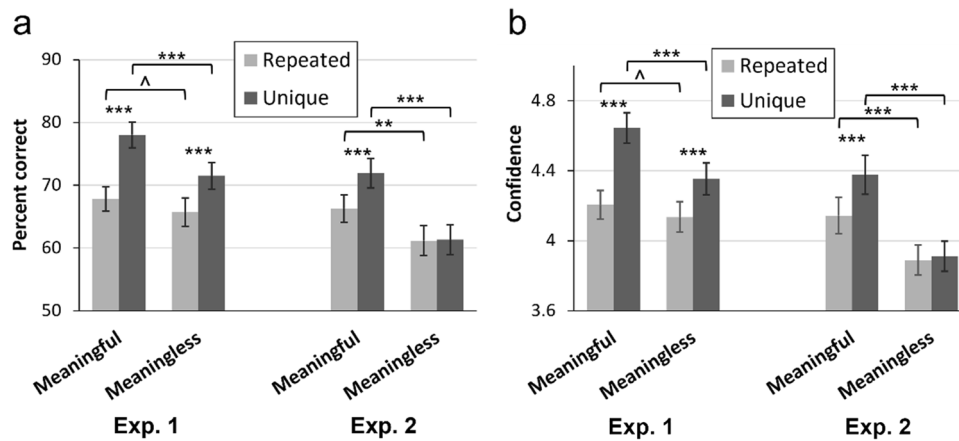 a
90
80
70
60
50
Percent correct
Repeated
Unique
***
^
***
***
***
**
***
Meaningful
Meaningless
Meaningful
Meaningless
Exp. 1
Exp. 2
b
4.8
4.4
4
3.6
Confidence
Repeated
Unique
***
^
***
***
***
***
***
Meaningful
Meaningless
Meaningful
Meaningless
Exp. 1
Exp. 2